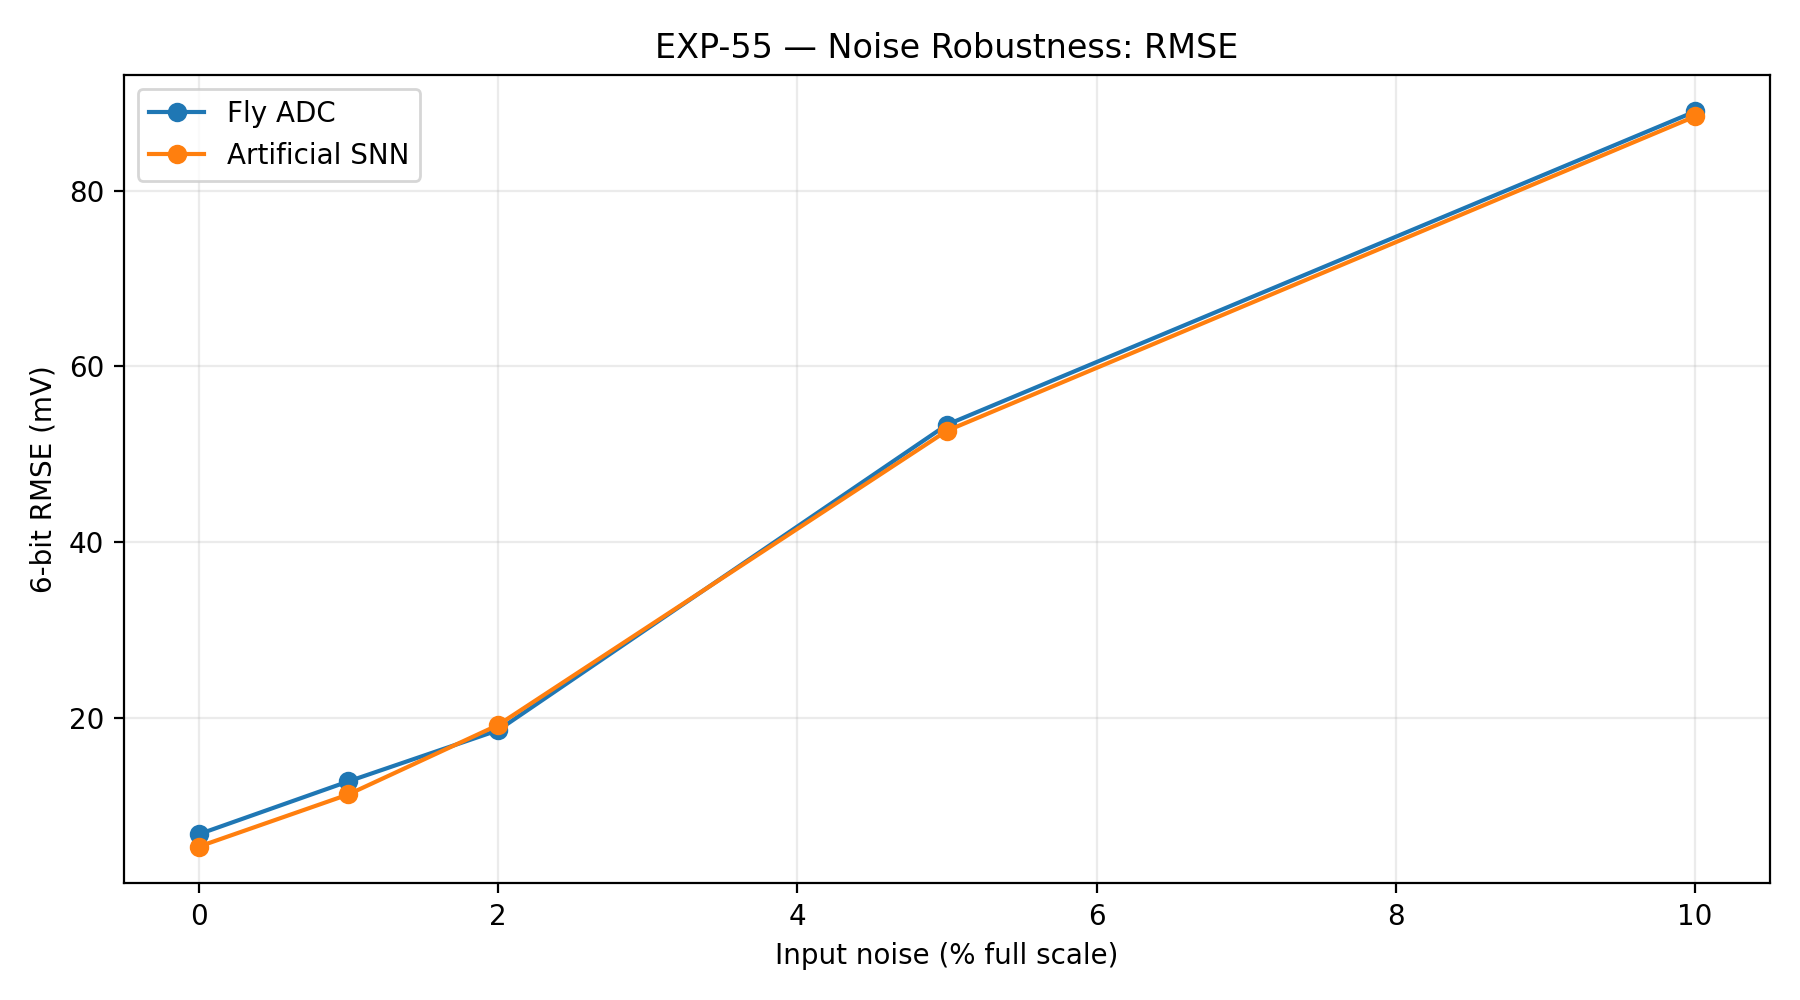 EXP-55 — Noise Robustness: RMSE
Fly ADC
Artificial SNN
80
60
40
20
6-bit RMSE (mV)
0 2 4 6 8 10
Input noise (% full scale)